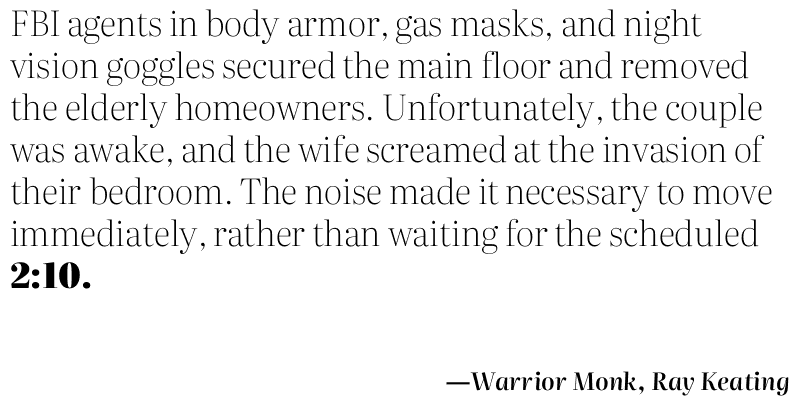 FBI agents in body armor, gas masks, and night
vision goggles secured the main floor and removed
the elderly homeowners. Unfortunately, the couple
was awake, and the wife screamed at the invasion of
their bedroom. The noise made it necessary to move
immediately, rather than waiting for the scheduled
2:10.
—Warrior Monk, Ray Keating